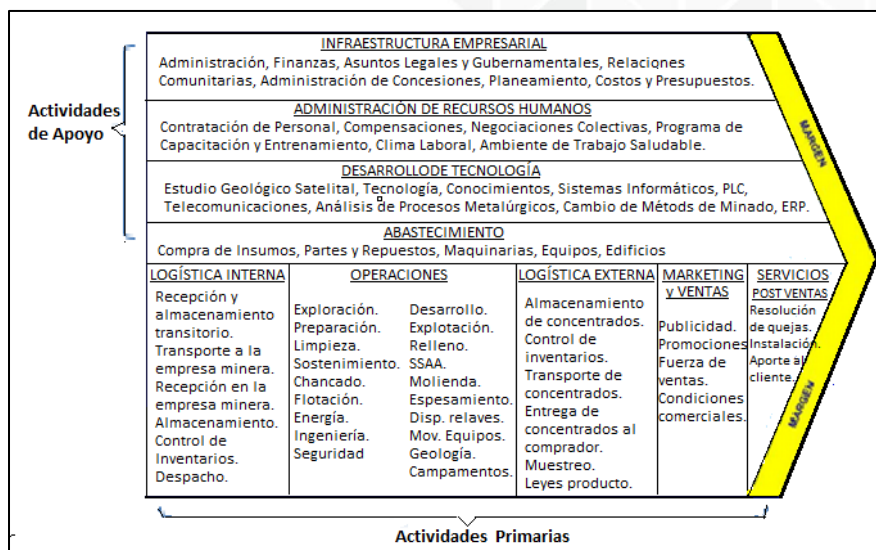 INFRAESTRUCTURA EMPRESARIAL
Administración, Finanzas, Asuntos Legales y Gubernamentales, Relaciones
Comunitarias, Administración de Concesiones, Planeamiento, Costos y Presupuestos.
Actividades
de Apoyo
ADMINISTRACIÓN DE RECURSOS HUMANOS
Contratación de Personal, Compensaciones, Negociaciones Colectivas, Programa de
Capacitación y Entrenamiento, Clima Laboral, Ambiente de Trabajo Saludable.
DESARROLLODE TECNOLOGÍA
Estudio Geológico Satelital, Tecnología, Conocimientos, Sistemas Informáticos, PLC,
Telecomunicaciones, Análisis de Procesos Metalúrgicos, Cambio de Métods de Minado, ERP.
ABASTECIMIENTO
Compra de Insumos, Partes y Repuestos, Maquinarias, Equipos, Edificios
MARGEN
LOGÍSTICA INTERNA
Recepción y
almacenamiento
transitorio.
Transporte a la
empresa minera.
Recepción en la
empresa minera.
Almacenamiento.
Control de
Inventarios.
Despacho.
OPERACIONES
Exploración.
Preparación.
Limpieza.
Sostenimiento.
Chancado.
Flotación.
Energía.
Ingeniería.
Seguridad
Desarrollo.
Explotación.
Relleno.
SSAA.
Molienda.
Espesamiento.
Disp. relaves.
Mov. Equipos.
Geología.
Campamentos.
LOGÍSTICA EXTERNA
Almacenamiento
de concentrados.
Control de
inventarios.
Transporte de
concentrados.
Entrega de
concentrados al
comprador.
Muestreo.
Leyes producto.
MARKETING
y VENTAS
Publicidad.
Promociones
Fuerza de
ventas.
Condiciones
comerciales.
SERVICIOS
POST VENTAS
Resolución
de quejas.
Instalación.
Aporte al
cliente.
MARGEN
Actividades Primarias